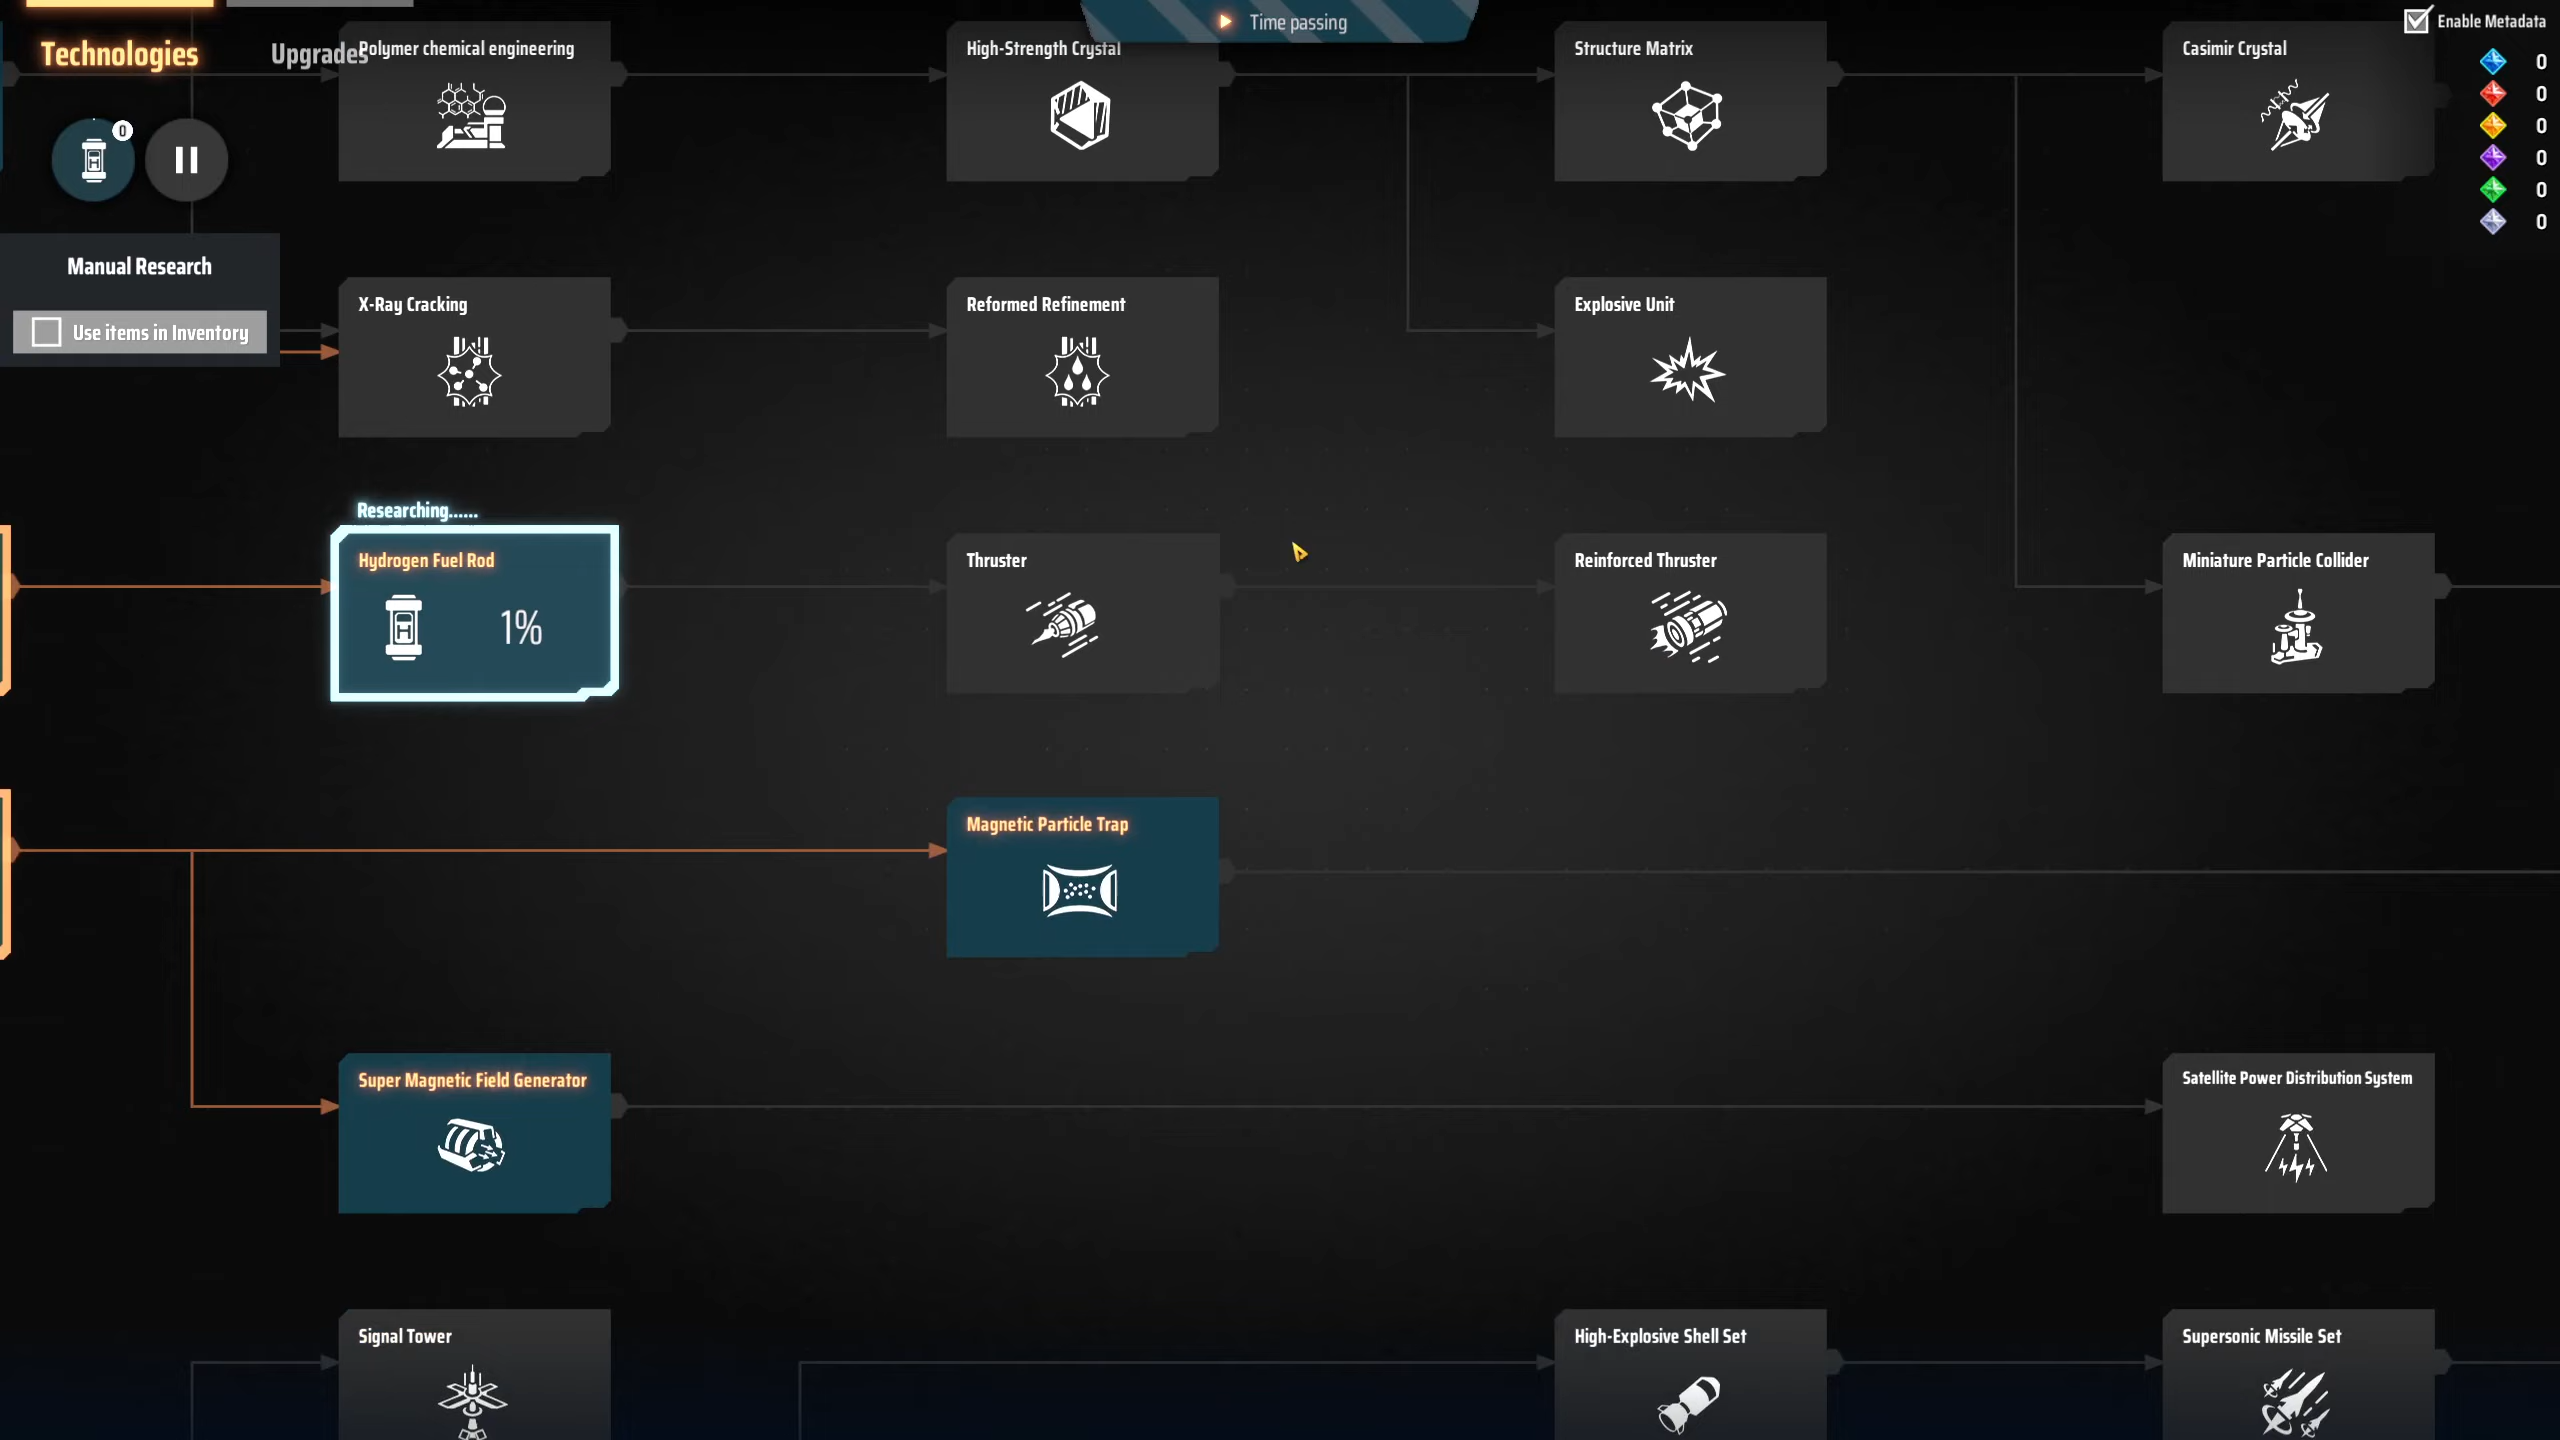 Time passing
Enable Metadata
Technologies
Upgrades
Polymer chemical engineering
High-Strength Crystal
Structure Matrix
Casimir Crystal
0
0
0
0
0
0
0
Manual Research
Use items in Inventory
X-Ray Cracking
Reformed Refinement
Explosive Unit
Researching......
Hydrogen Fuel Rod
H
1%
Thruster
Reinforced Thruster
Miniature Particle Collider
Magnetic Particle Trap
Super Magnetic Field Generator
Satellite Power Distribution System
Signal Tower
High-Explosive Shell Set
Supersonic Missile Set